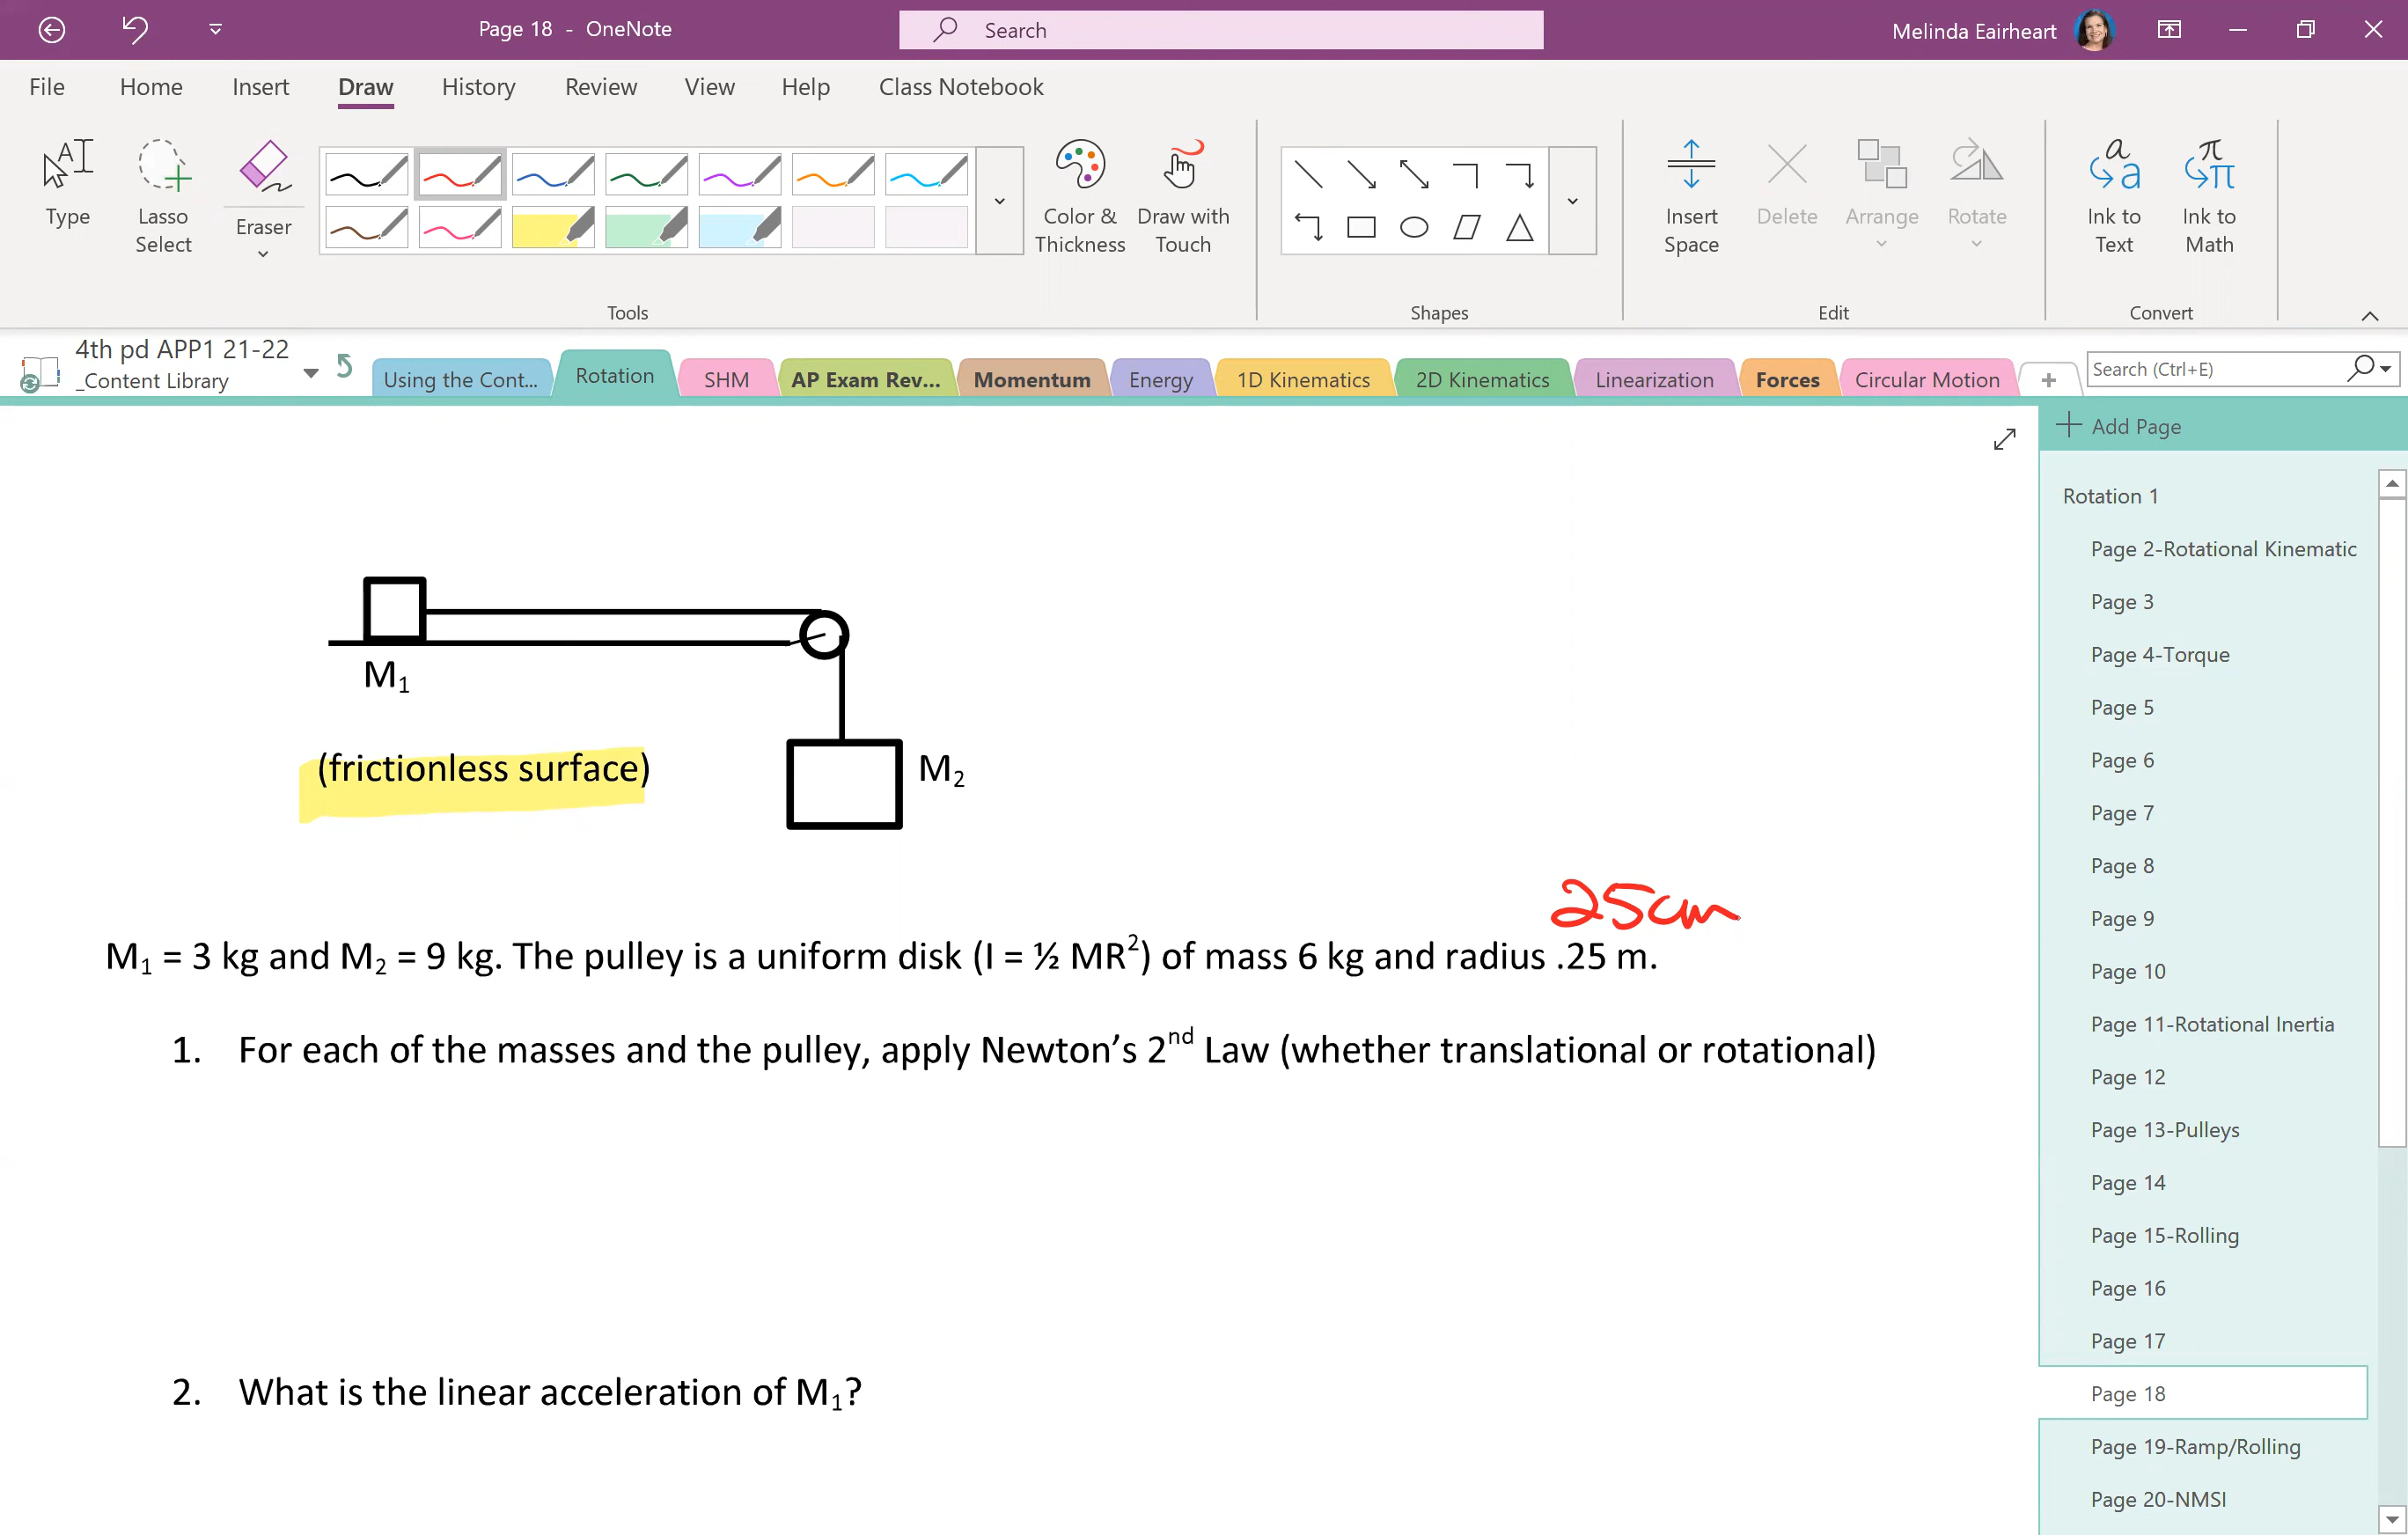 Page 18 - OneNote
Search
Melinda Eairheart
File Home Insert Draw History Review View Help Class Notebook
Type
Lasso Select
Eraser
Color & Thickness
Draw with Touch
Insert Space
Delete
Arrange
Rotate
Ink to Text
Ink to Math
Tools
Shapes
Edit
Convert
4th pd APP1 21-22
_Content Library
Using the Cont... Rotation SHM AP Exam Rev... Momentum Energy 1D Kinematics 2D Kinematics Linearization Forces Circular Motion +
Search (Ctrl+E)
M₁
(frictionless surface)
M₂
25cm
M₁ = 3 kg and M₂ = 9 kg. The pulley is a uniform disk (I = ½ MR²) of mass 6 kg and radius .25 m.
1. For each of the masses and the pulley, apply Newton’s 2nd Law (whether translational or rotational)
2. What is the linear acceleration of M₁?
Add Page
Rotation 1
Page 2-Rotational Kinematic
Page 3
Page 4-Torque
Page 5
Page 6
Page 7
Page 8
Page 9
Page 10
Page 11-Rotational Inertia
Page 12
Page 13-Pulleys
Page 14
Page 15-Rolling
Page 16
Page 17
Page 18
Page 19-Ramp/Rolling
Page 20-NMSI